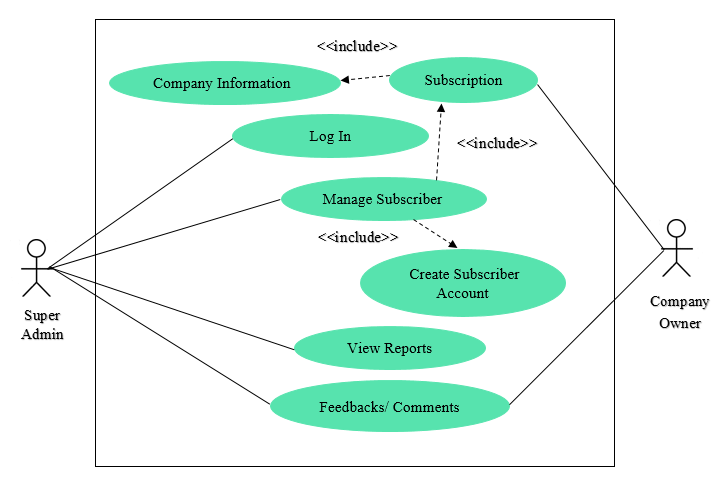 <<include>>
Company Information
Subscription
Log In
<<include>>
Manage Subscriber
<<include>>
Create Subscriber
Account
Super
Admin
Company
Owner
View Reports
Feedbacks/ Comments